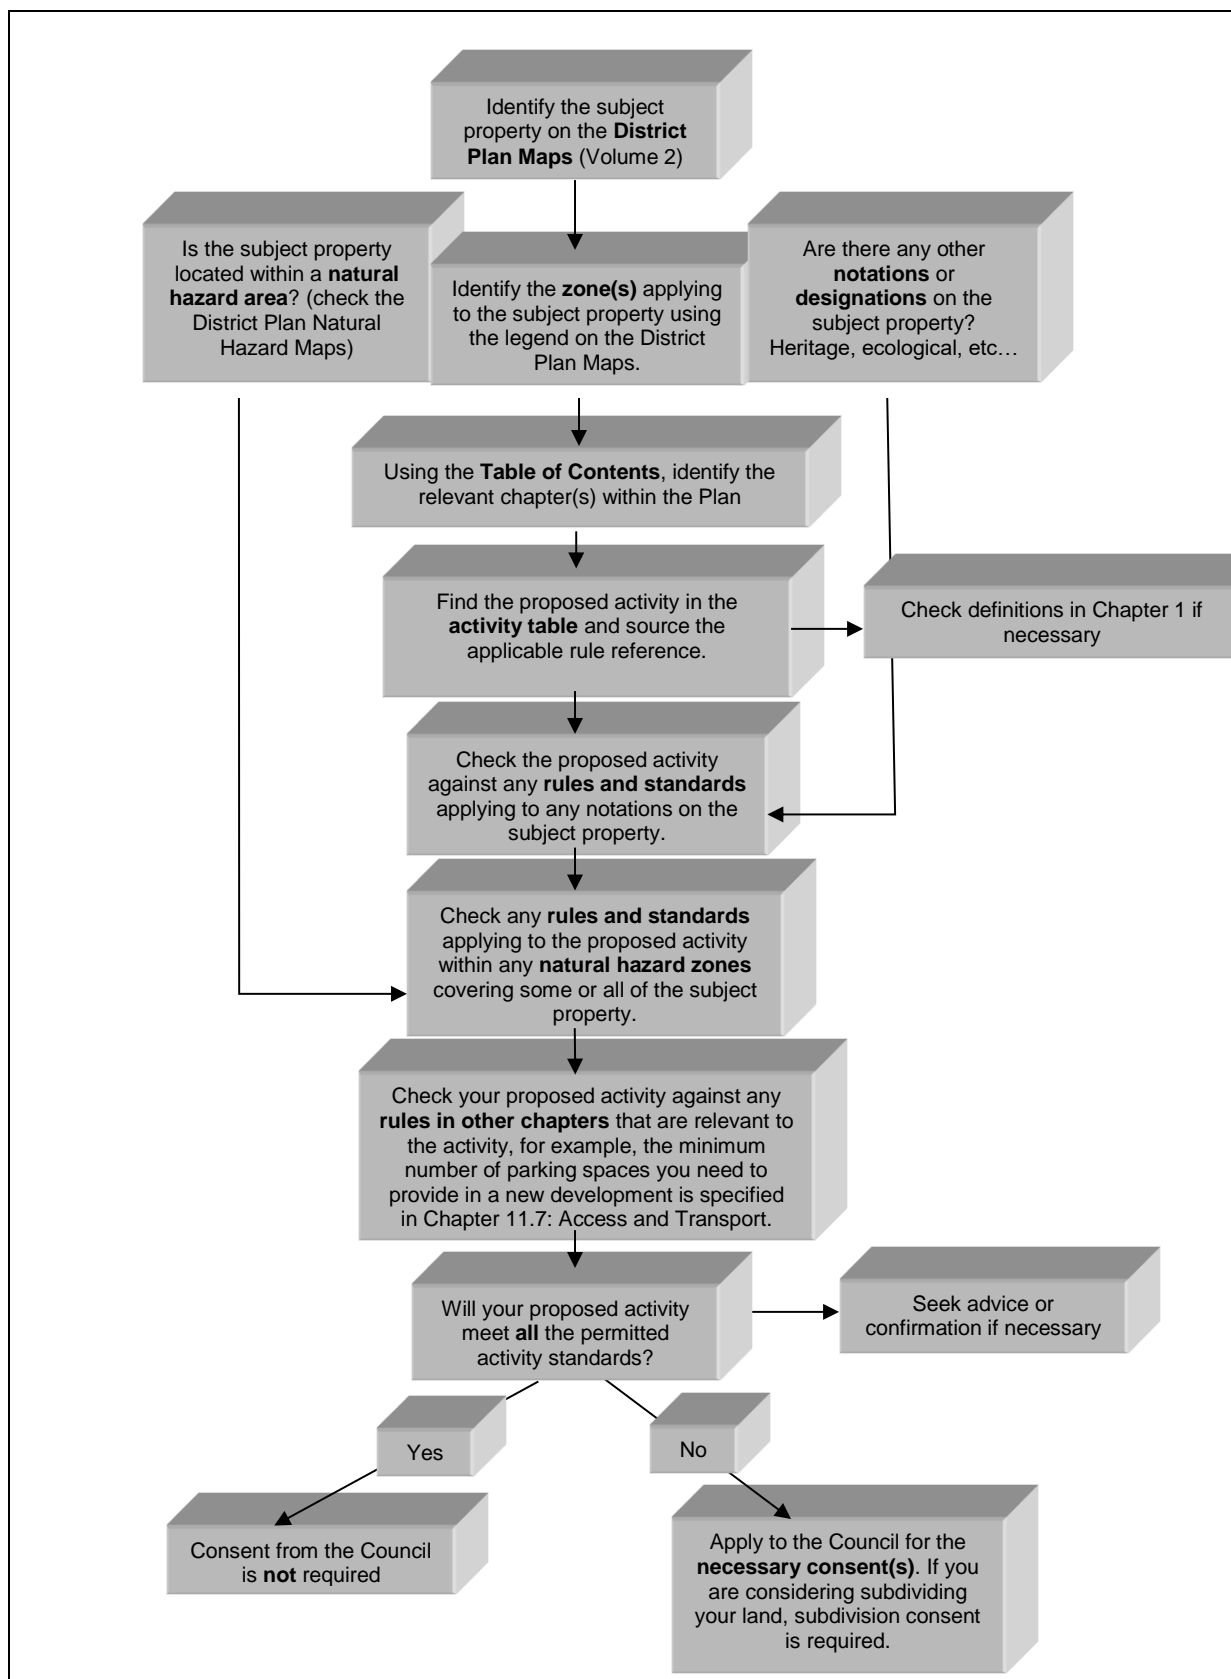 Identify the subject
property on the District
Plan Maps (Volume 2)
Is the subject property
located within a natural
hazard area? (check the
District Plan Natural
Hazard Maps)
Identify the zone(s) applying
to the subject property using
the legend on the District
Plan Maps.
Are there any other
notations or
designations on the
subject property?
Heritage, ecological, etc…
Using the Table of Contents, identify the
relevant chapter(s) within the Plan
Find the proposed activity in the
activity table and source the
applicable rule reference.
Check definitions in Chapter 1 if
necessary
Check the proposed activity
against any rules and standards
applying to any notations on the
subject property.
Check any rules and standards
applying to the proposed activity
within any natural hazard zones
covering some or all of the subject
property.
Check your proposed activity against any
rules in other chapters that are relevant to
the activity, for example, the minimum
number of parking spaces you need to
provide in a new development is specified
in Chapter 11.7: Access and Transport.
Will your proposed activity
meet all the permitted
activity standards?
Seek advice or
confirmation if necessary
Yes
No
Consent from the Council
is not required
Apply to the Council for the
necessary consent(s). If you
are considering subdividing
your land, subdivision consent
is required.